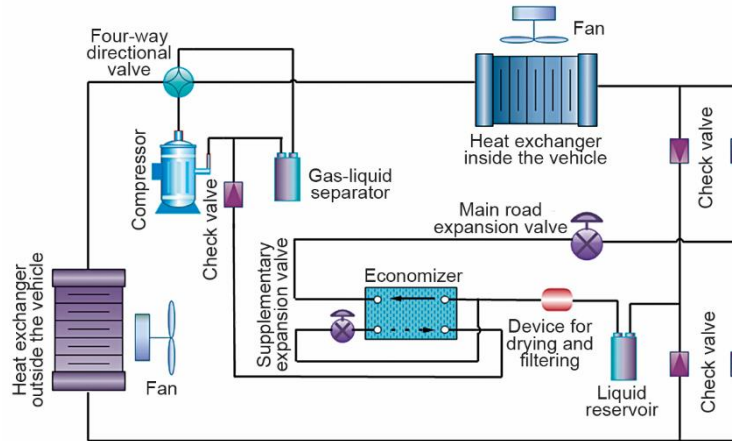 Four-way
directional
valve
Fan
Compressor
Check valve
Gas-liquid
separator
Heat exchanger
inside the vehicle
Check valve
Main road
expansion valve
Heat exchanger
outside the vehicle
Fan
Supplementary
expansion valve
Economizer
Device for
drying and
filtering
Liquid
reservoir
Check valve